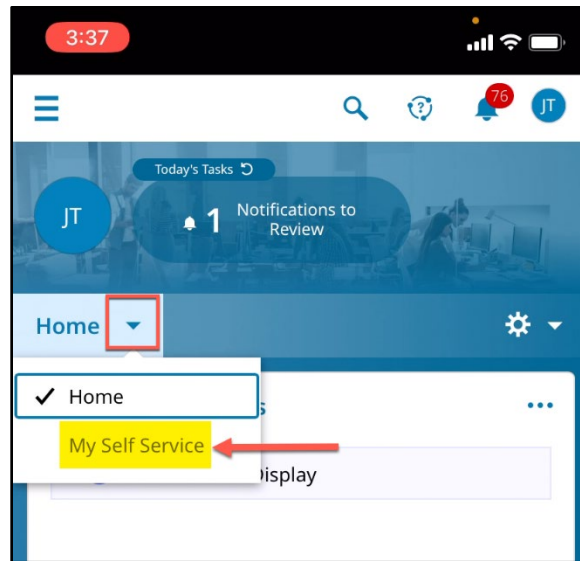 3:37
76
JT
Today's Tasks
JT
1 Notifications to
Review
Home
Home
s
My Self Service
Display